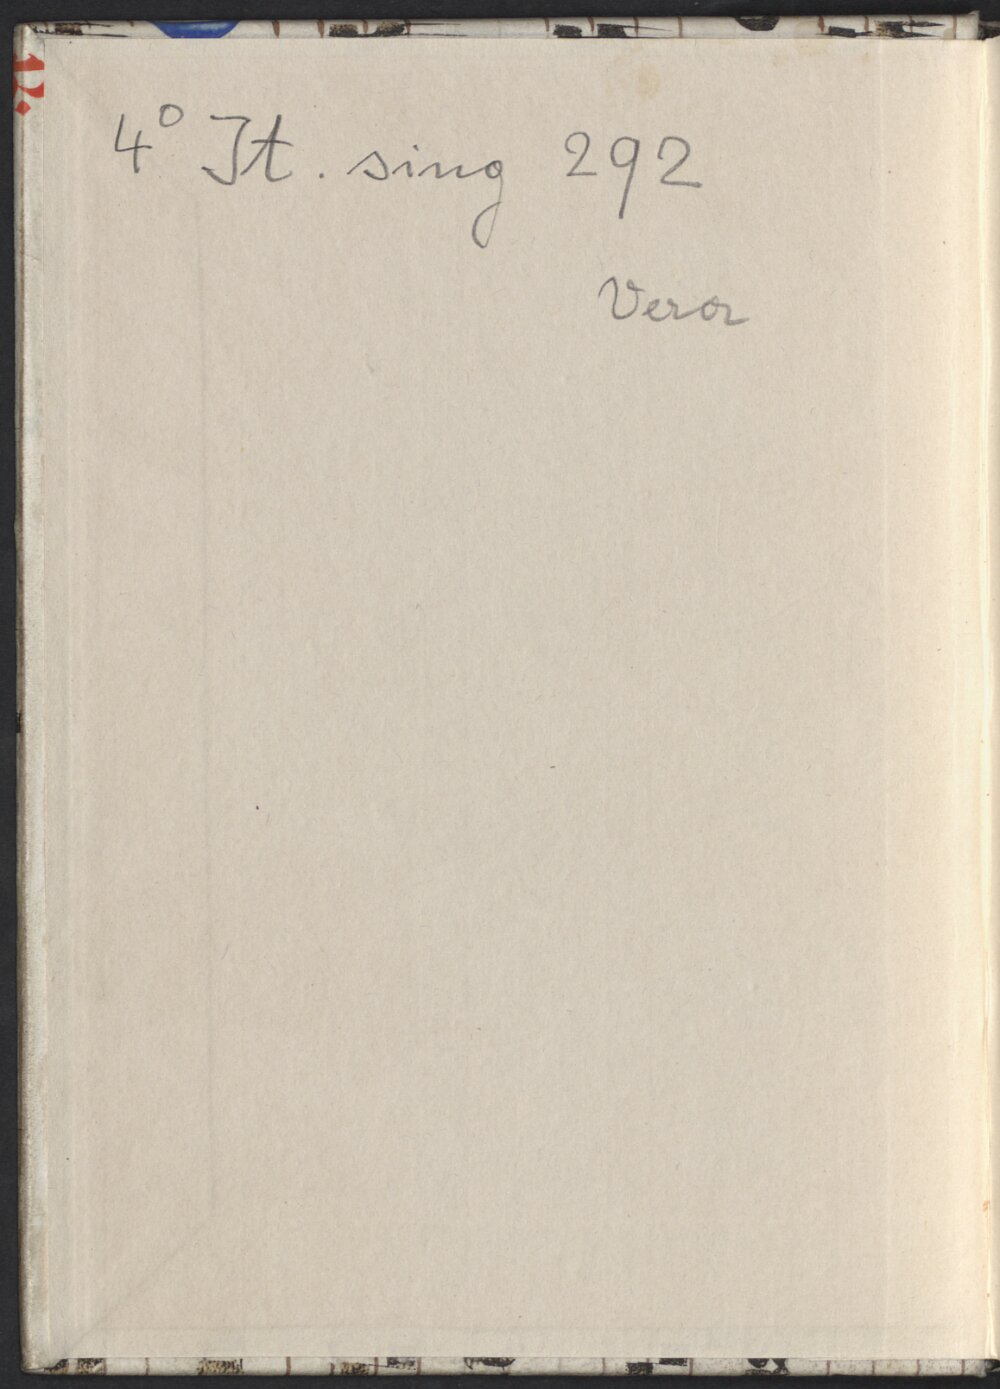 4° It. sing 292
Veror